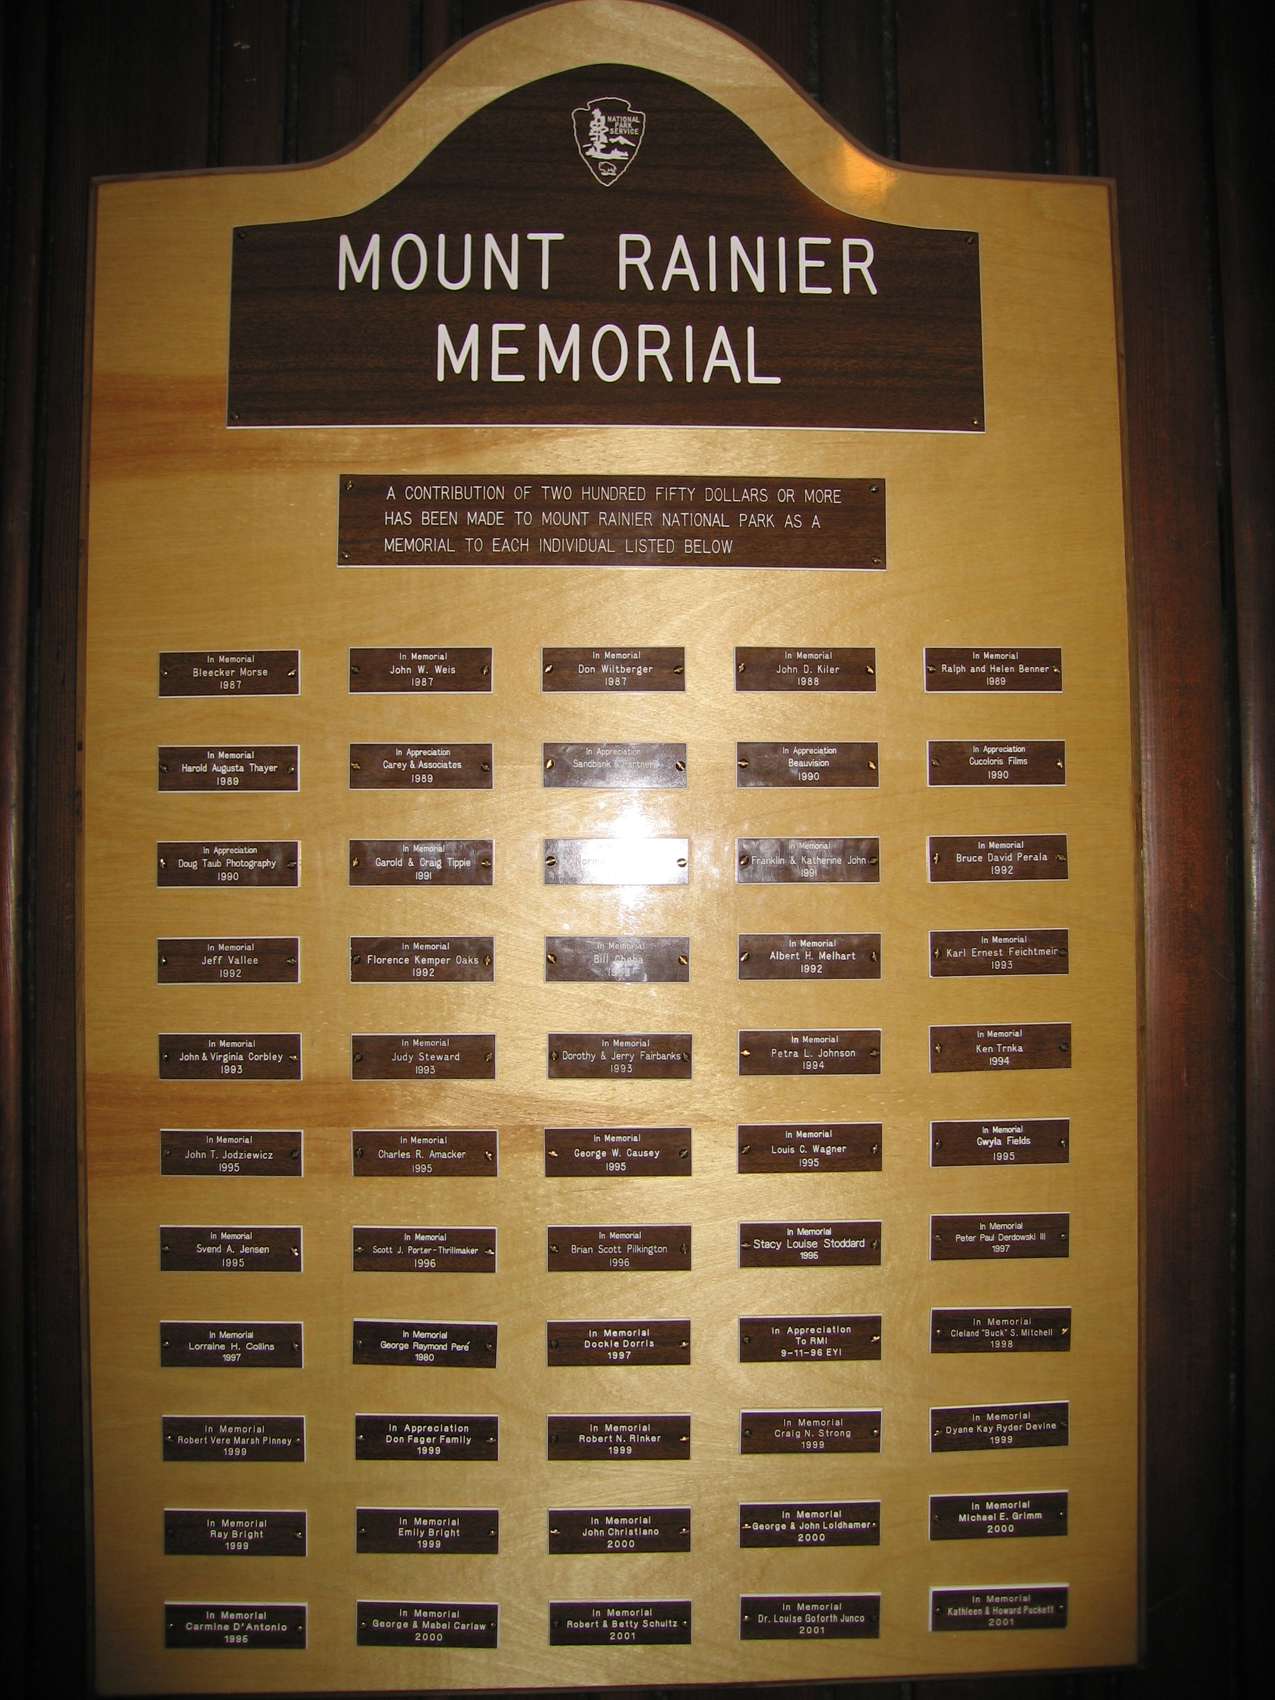 NATIONAL
PARK
SERVICE
MOUNT RAINIER
MEMORIAL
A CONTRIBUTION OF TWO HUNDRED FIFTY DOLLARS OR MORE
HAS BEEN MADE TO MOUNT RAINIER NATIONAL PARK AS A
MEMORIAL TO EACH INDIVIDUAL LISTED BELOW
In Memorial
Bleecker Morse
1987
In Memorial
John W. Weis
1987
In Memorial
Don Wiltberger
1987
In Memorial
John D. Kiler
1988
In Memorial
Ralph and Helen Benner
1989
In Memorial
Harold Augusta Thayer
1989
In Appreciation
Carey & Associates
1989
In Appreciation
Sandbank &
In Appreciation
Beauvision
1990
In Appreciation
Cucoloris Films
1990
In Appreciation
Doug Taub Photography
1990
In Memorial
Garold & Craig Tippie
1991
In Memorial
Franklin & Katherine John
1991
In Memorial
Bruce David Perala
1992
In Memorial
Jeff Vallee
1992
In Memorial
Florence Kemper Oaks
1992
In Memorial
Bill
In Memorial
Albert H. Melhart
1992
In Memorial
Karl Ernest Feichtmeir
1993
In Memorial
John & Virginia Corbley
1993
In Memorial
Judy Steward
1993
In Memorial
Dorothy & Jerry Fairbanks
1993
In Memorial
Petra L. Johnson
1994
In Memorial
Ken Trnka
1994
In Memorial
John T. Jodziewicz
1995
In Memorial
Charles R. Amacker
1995
In Memorial
George W. Causey
1995
In Memorial
Louis C. Wagner
1995
In Memorial
Gwyla Fields
1995
In Memorial
Svend A. Jensen
1995
In Memorial
Scott J. Porter-Thrillmaker
1996
In Memorial
Brian Scott Pilkington
1996
In Memorial
Stacy Louise Stoddard
1996
In Memorial
Peter Paul Derdowski III
1997
In Memorial
Lorraine H. Collins
1997
In Memorial
George Raymond Peré
1980
In Memorial
Dockie Dorris
1997
In Appreciation
To RMI
9-11-96 EYI
In Memorial
Cleland "Buck" S. Mitchell
1998
In Memorial
Robert Vere Marsh Pinney
1999
In Appreciation
Don Fager Family
1999
In Memorial
Robert N. Rinker
1999
In Memorial
Craig N. Strong
1999
In Memorial
Dyane Kay Ryder Devine
1999
In Memorial
Ray Bright
1999
In Memorial
Emily Bright
1999
In Memorial
John Christiano
2000
In Memorial
George & John Loldhamer
2000
In Memorial
Michael E. Grimm
2000
In Memorial
Carmine D'Antonio
1996
In Memorial
George & Mabel Carlaw
2000
In Memorial
Robert & Betty Schultz
2001
In Memorial
Dr. Louise Goforth Junco
2001
In Memorial
Kathleen & Howard Puckett
2001